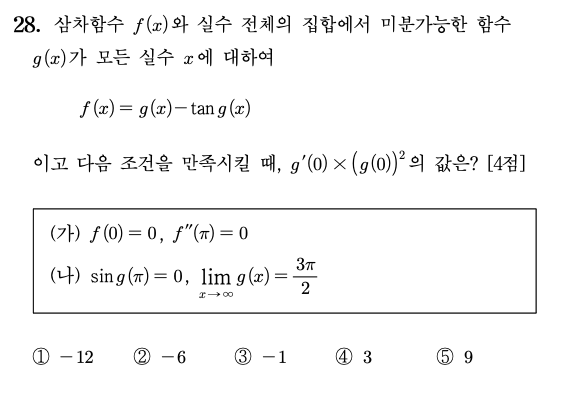 28. 삼차함수 f(x)와 실수 전체의 집합에서 미분가능한 함수
g(x)가 모든 실수 x에 대하여
f(x) = g(x) − tan g(x)
이고 다음 조건을 만족시킬 때, g′(0) × (g(0))²의 값은? [4점]
(가) f(0) = 0, f″(π) = 0
(나) sin g(π) = 0, lim_{x→∞} g(x) = 3π/2
① −12 ② −6 ③ −1 ④ 3 ⑤ 9